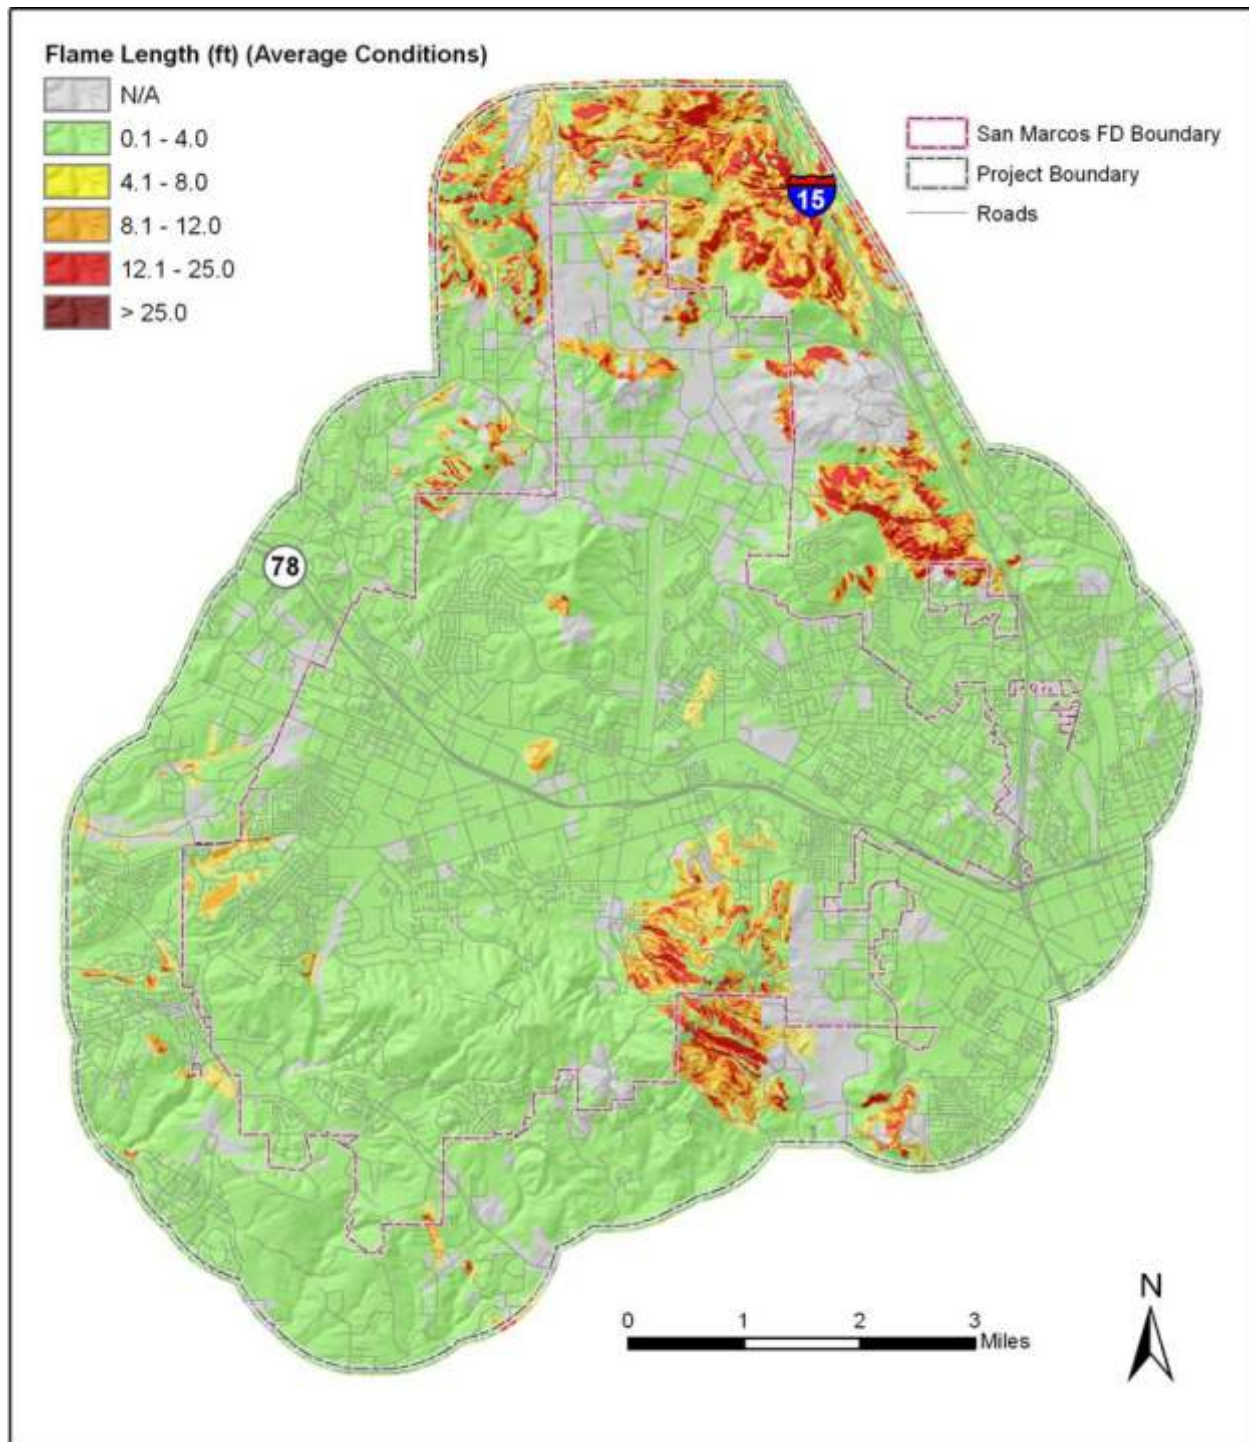 Flame Length (ft) (Average Conditions)
N/A
0.1 - 4.0
4.1 - 8.0
8.1 - 12.0
12.1 - 25.0
> 25.0
San Marcos FD Boundary
Project Boundary
Roads
15
78
N
0 1 2 3
Miles